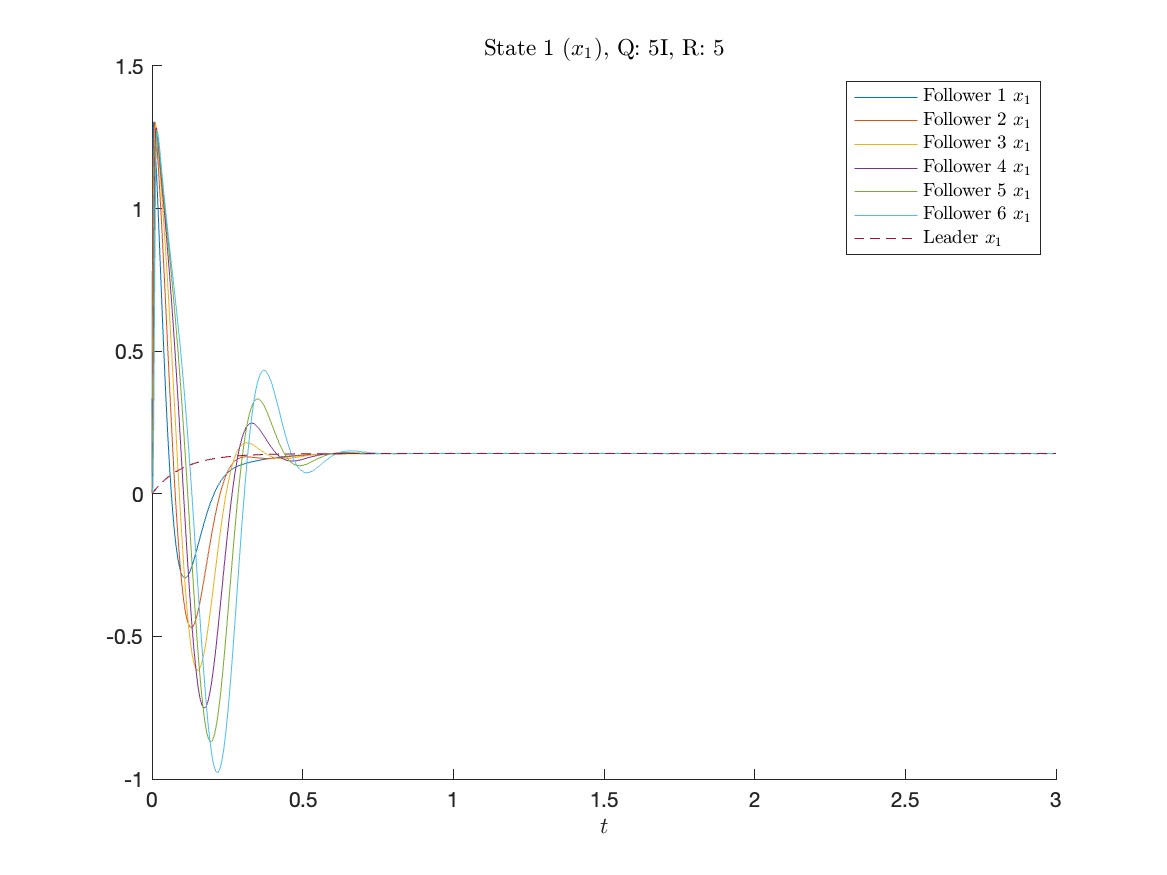 State 1 (x₁), Q: 5I, R: 5
1.5
1
0.5
0
-0.5
-1
Follower 1 x₁
Follower 2 x₁
Follower 3 x₁
Follower 4 x₁
Follower 5 x₁
Follower 6 x₁
Leader x₁
0 0.5 1 1.5 2 2.5 3
t